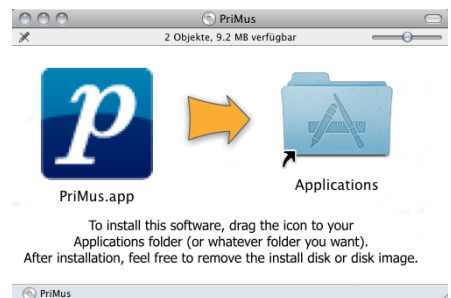 PriMus
2 Objekte, 9.2 MB verfügbar
p
PriMus.app
Applications
To install this software, drag the icon to your
Applications folder (or whatever folder you want).
After installation, feel free to remove the install disk or disk image.
PriMus